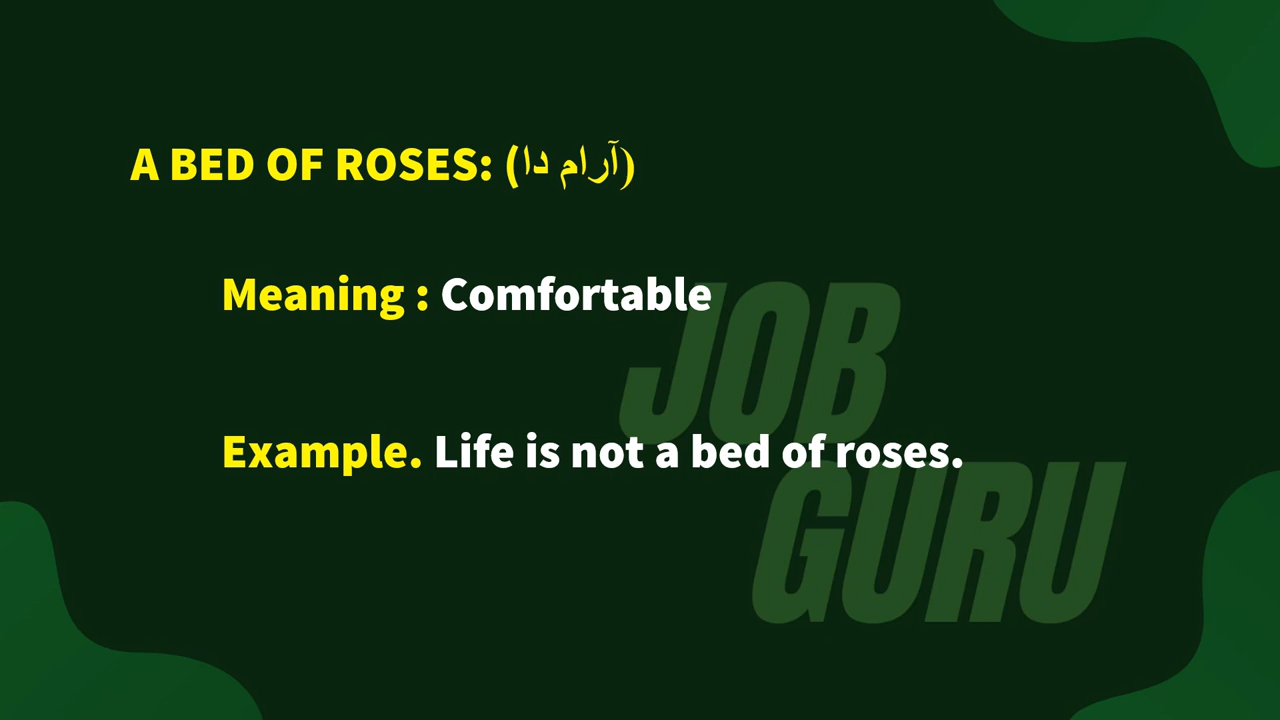 A BED OF ROSES: (آرام دا)
Meaning : Comfortable
JOB
Example. Life is not a bed of roses.
GURU